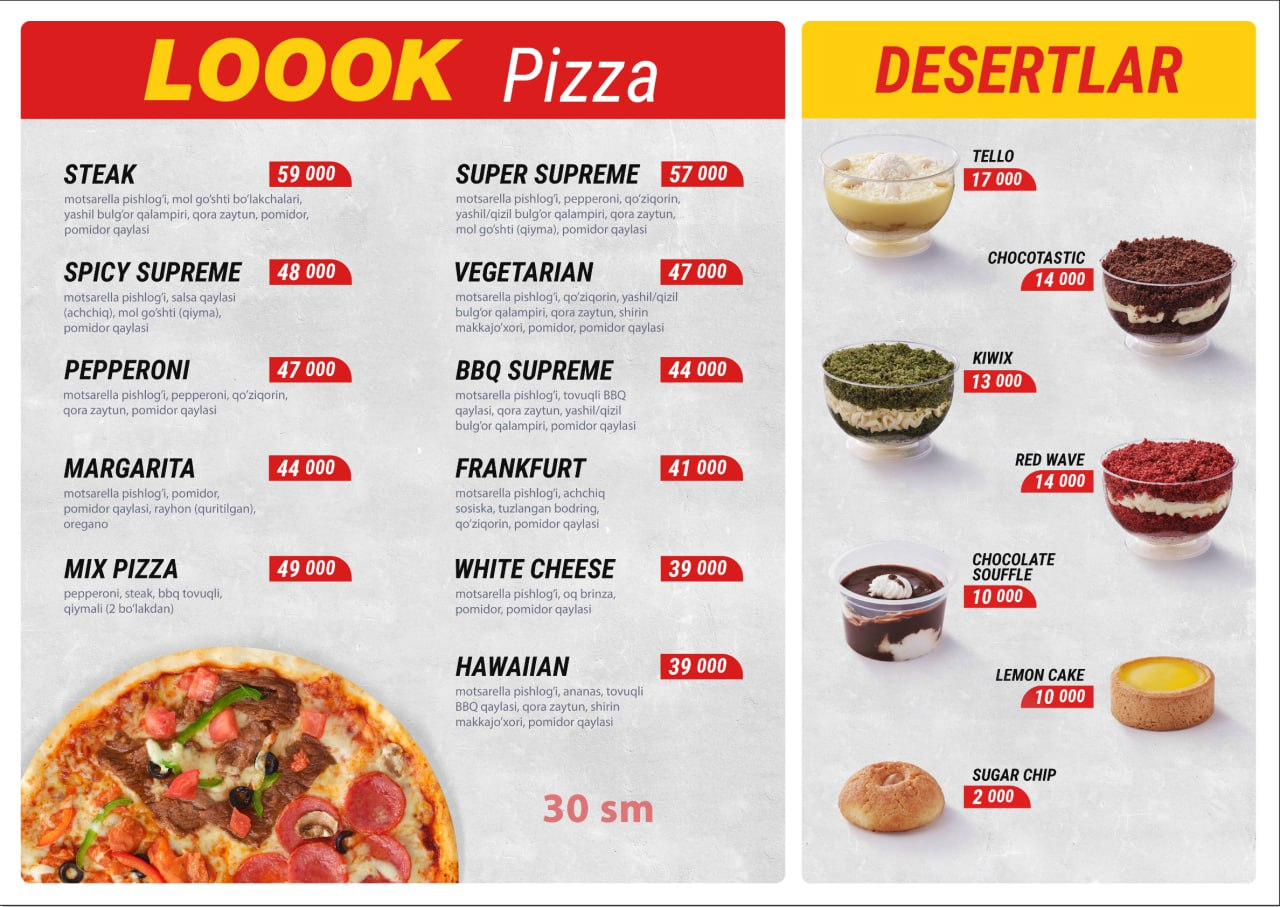 LOOOK Pizza
STEAK 59 000
motsarella pishlog'i, mol go'shti bo'lakchalari,
yashil bulg'or qalampiri, qora zaytun, pomidor,
pomidor qaylasi
SPICY SUPREME 48 000
motsarella pishlog'i, salsa qaylasi
(achchiq), mol go'shti (qiyma),
pomidor qaylasi
PEPPERONI 47 000
motsarella pishlog'i, pepperoni, qo'ziqorin,
qora zaytun, pomidor qaylasi
MARGARITA 44 000
motsarella pishlog'i, pomidor,
pomidor qaylasi, rayhon (quritilgan),
oregano
MIX PIZZA 49 000
pepperoni, steak, bbq tovuqli,
qiymali (2 bo'lakdan)
SUPER SUPREME 57 000
motsarella pishlog'i, pepperoni, qo'ziqorin,
yashil/qizil bulg'or qalampiri, qora zaytun,
mol go'shti (qiyma), pomidor qaylasi
VEGETARIAN 47 000
motsarella pishlog'i, qo'ziqorin, yashil/qizil
bulg'or qalampiri, qora zaytun, shirin
makkajo'xori, pomidor, pomidor qaylasi
BBQ SUPREME 44 000
motsarella pishlog'i, tovuqli BBQ
qaylasi, qora zaytun, yashil/qizil
bulg'or qalampiri, pomidor qaylasi
FRANKFURT 41 000
motsarella pishlog'i, achchiq
sosiska, tuzlangan bodring,
qo'ziqorin, pomidor qaylasi
WHITE CHEESE 39 000
motsarella pishlog'i, oq brinza,
pomidor, pomidor qaylasi
HAWAIIAN 39 000
motsarella pishlog'i, ananas, tovuqli
BBQ qaylasi, qora zaytun, shirin
makkajo'xori, pomidor qaylasi
30 sm
DESERTLAR
TELLO
17 000
CHOCOTASTIC
14 000
KIWIX
13 000
RED WAVE
14 000
CHOCOLATE
SOUFFLE
10 000
LEMON CAKE
10 000
SUGAR CHIP
2 000